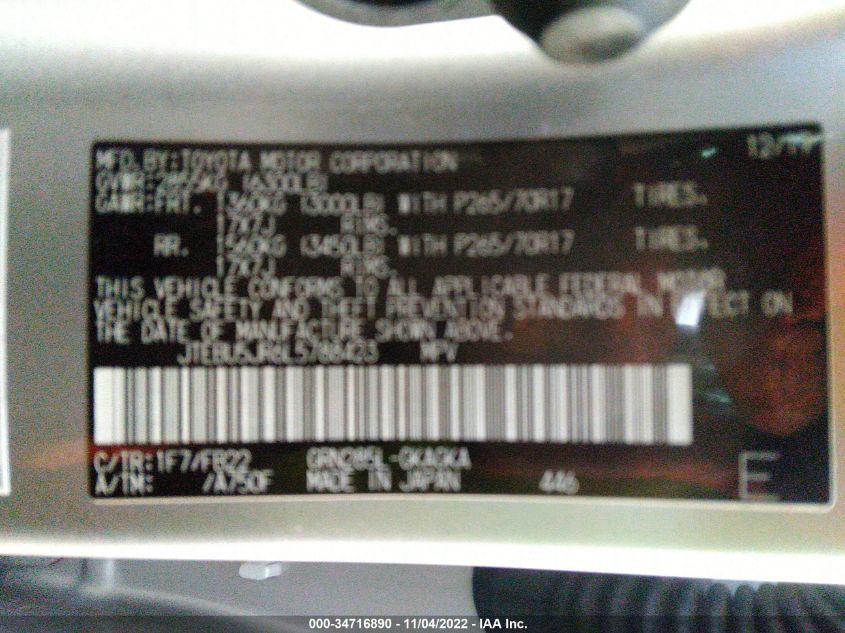 MFD.BY:TOYOTA MOTOR CORPORATION 12/19
GVWR: (6300LB)
GAWR:FRT. 1360KG (3000LB) WITH P265/70R17 TIRES,
17X7J RIMS.
RR. 1560KG (3450LB) WITH P265/70R17 TIRES,
17X7J RIMS.
THIS VEHICLE CONFORMS TO ALL APPLICABLE FEDERAL MOTOR
VEHICLE SAFETY AND THEFT PREVENTION STANDARDS IN EFFECT ON
THE DATE OF MANUFACTURE SHOWN ABOVE.
MPV
C/TR:1F7/FB22 GRN285L-GKAGKA
A/TM: /A750F MADE IN JAPAN 446
E
000-34716890 - 11/04/2022 - IAA Inc.